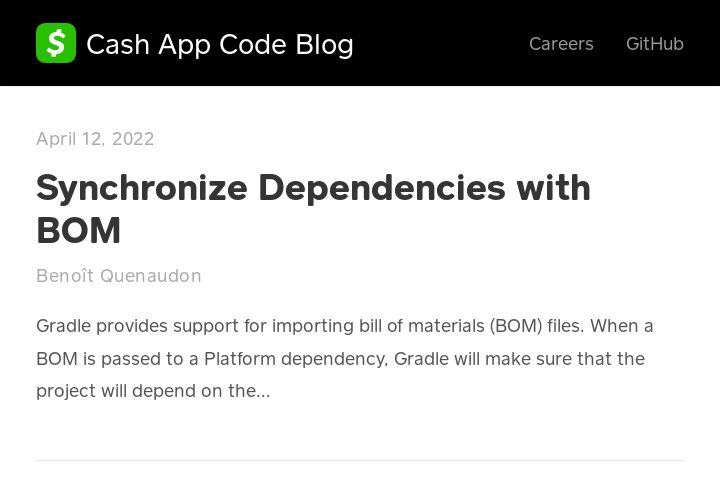 Cash App Code Blog
Careers
GitHub
April 12, 2022
Synchronize Dependencies with
BOM
Benoît Quenaudon
Gradle provides support for importing bill of materials (BOM) files. When a
BOM is passed to a Platform dependency, Gradle will make sure that the
project will depend on the...